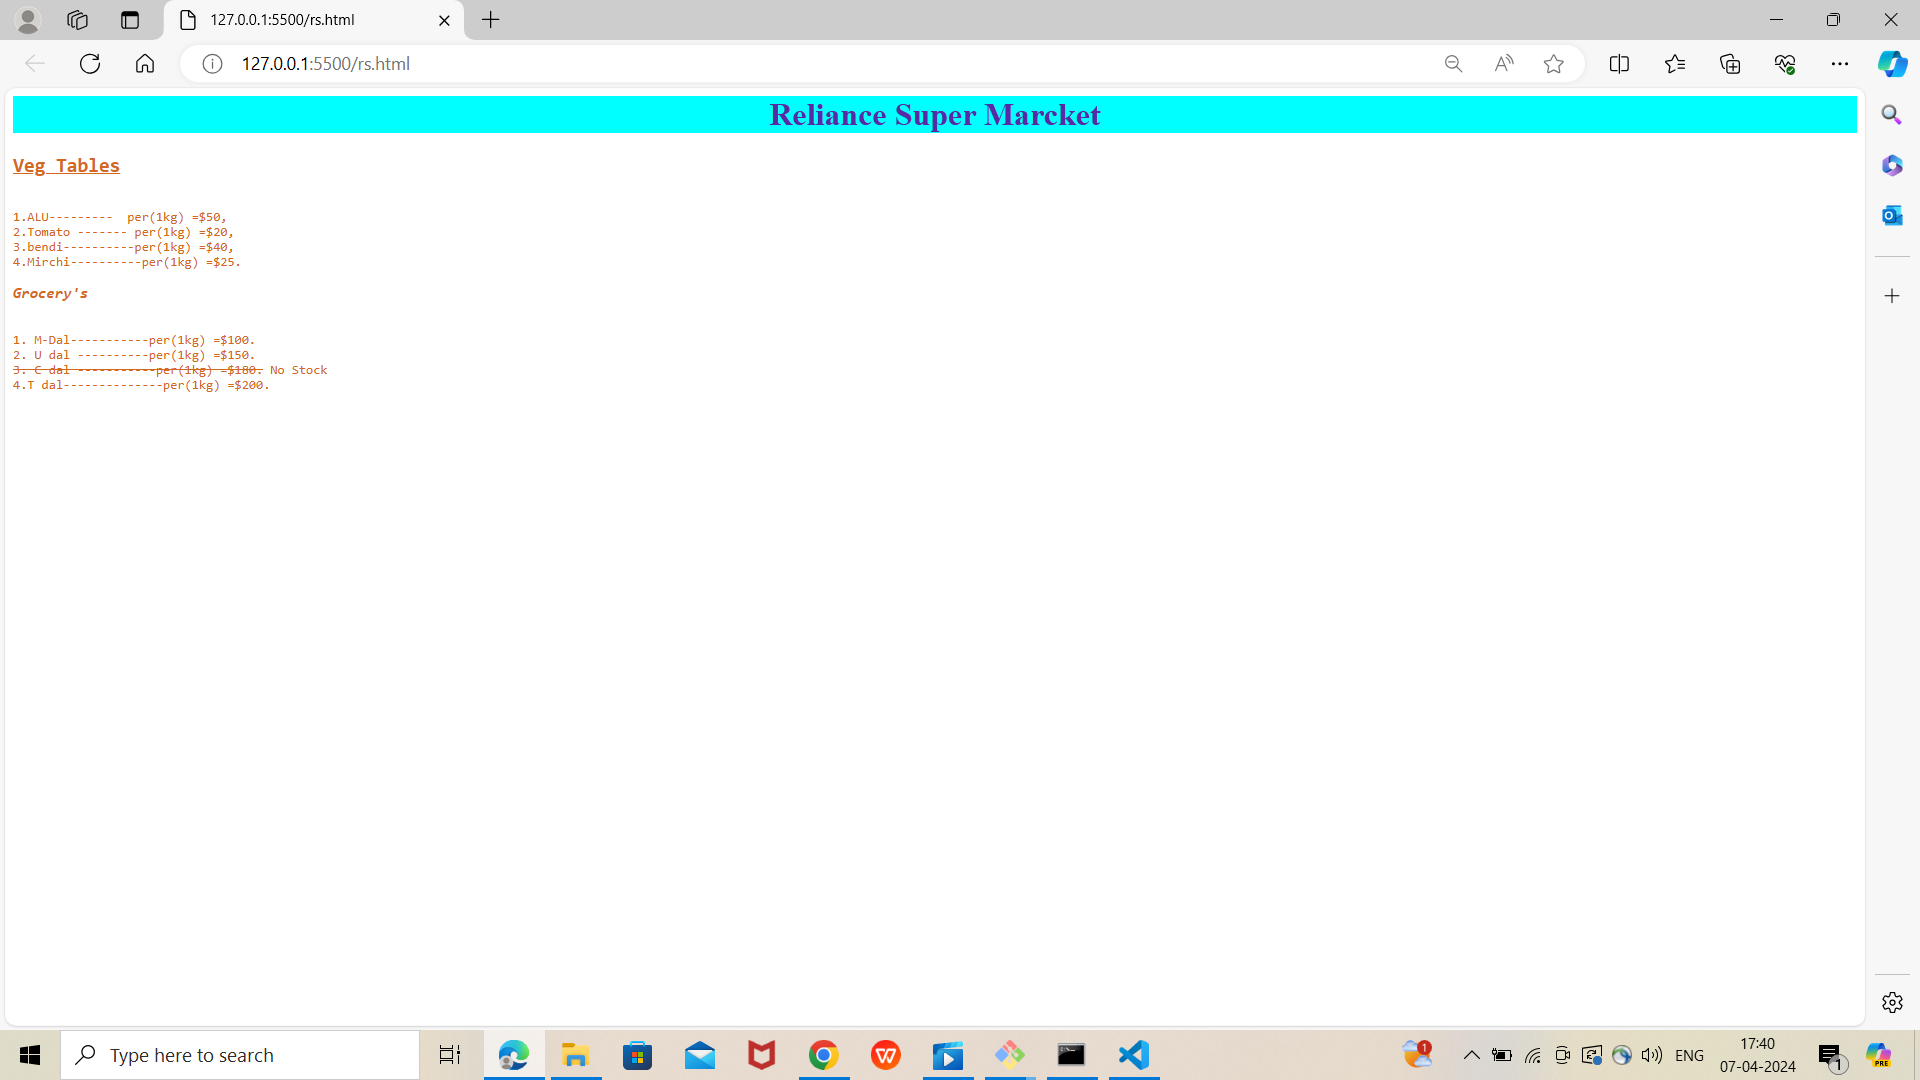 127.0.0.1:5500/rs.html
127.0.0.1:5500/rs.html
Reliance Super Marcket
Veg Tables
1.ALU---------  per(1kg) =$50,
2.Tomato ------- per(1kg) =$20,
3.bendi----------per(1kg) =$40,
4.Mirchi----------per(1kg) =$25.
Grocery's
1. M-Dal-----------per(1kg) =$100.
2. U dal ----------per(1kg) =$150.
3. C dal -----------per(1kg) =$180. No Stock
4.T dal--------------per(1kg) =$200.
Type here to search
1
ENG
17:40
07-04-2024
1
PRE